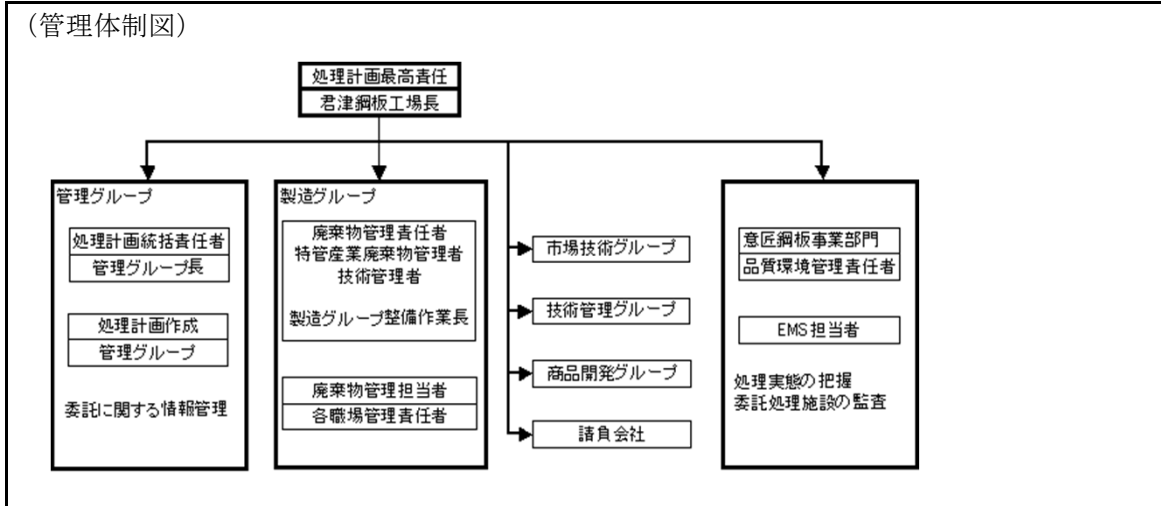 (管理体制図)
処理計画最高責任
君津鋼板工場長
管理グループ
処理計画統括責任者
管理グループ長
処理計画作成
管理グループ
委託に関する情報管理
製造グループ
廃棄物管理責任者
特管産業廃棄物管理者
技術管理者
製造グループ整備作業長
廃棄物管理担当者
各職場管理責任者
市場技術グループ
技術管理グループ
商品開発グループ
請負会社
意匠鋼板事業部門
品質環境管理責任者
EMS担当者
処理実態の把握
委託処理施設の監査